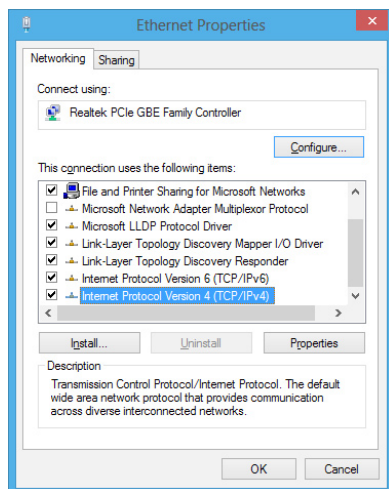 Ethernet Properties
Networking
Sharing
Connect using:
Realtek PCIe GBE Family Controller
Configure...
This connection uses the following items:
File and Printer Sharing for Microsoft Networks
Microsoft Network Adapter Multiplexor Protocol
Microsoft LLDP Protocol Driver
Link-Layer Topology Discovery Mapper I/O Driver
Link-Layer Topology Discovery Responder
Internet Protocol Version 6 (TCP/IPv6)
Internet Protocol Version 4 (TCP/IPv4)
Install...
Uninstall
Properties
Description
Transmission Control Protocol/Internet Protocol. The default
wide area network protocol that provides communication
across diverse interconnected networks.
OK
Cancel